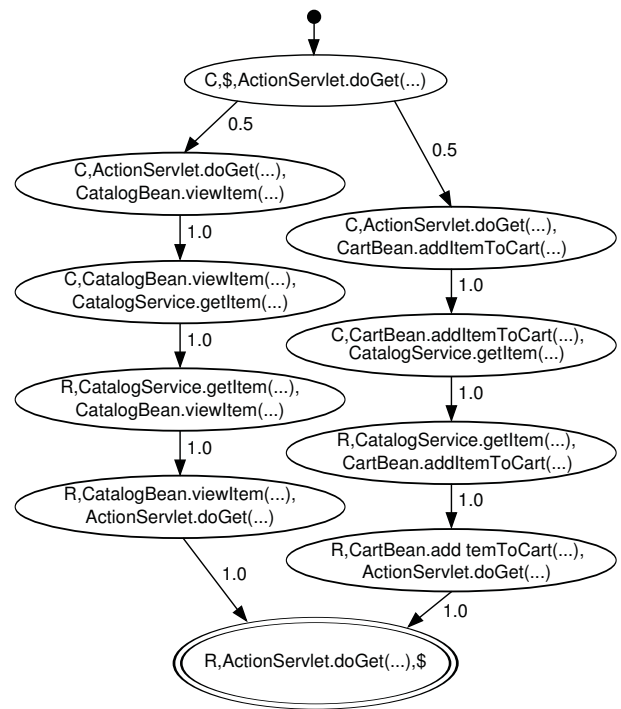 C,$,ActionServlet.doGet(...)
0.5
0.5
C,ActionServlet.doGet(...),
CatalogBean.viewItem(...)
1.0
C,ActionServlet.doGet(...),
CartBean.addItemToCart(...)
1.0
C,CatalogBean.viewItem(...),
CatalogService.getItem(...)
1.0
C,CartBean.addItemToCart(...),
CatalogService.getItem(...)
1.0
R,CatalogService.getItem(...),
CatalogBean.viewItem(...)
1.0
R,CatalogService.getItem(...),
CartBean.addItemToCart(...)
1.0
R,CatalogBean.viewItem(...),
ActionServlet.doGet(...)
1.0
R,CartBean.add temToCart(...),
ActionServlet.doGet(...)
1.0
R,ActionServlet.doGet(...),$